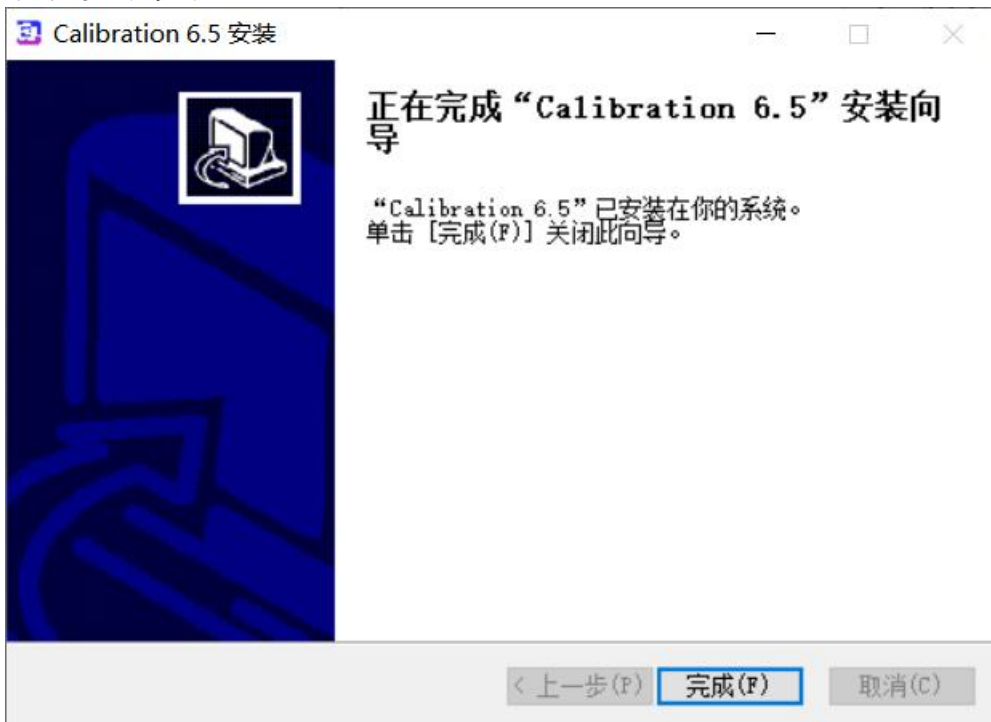 Calibration 6.5 安装
正在完成“Calibration 6.5”安装向
导
“Calibration 6.5”已安装在你的系统。
单击 [完成(F)] 关闭此向导。
< 上一步(P)
完成(F)
取消(C)